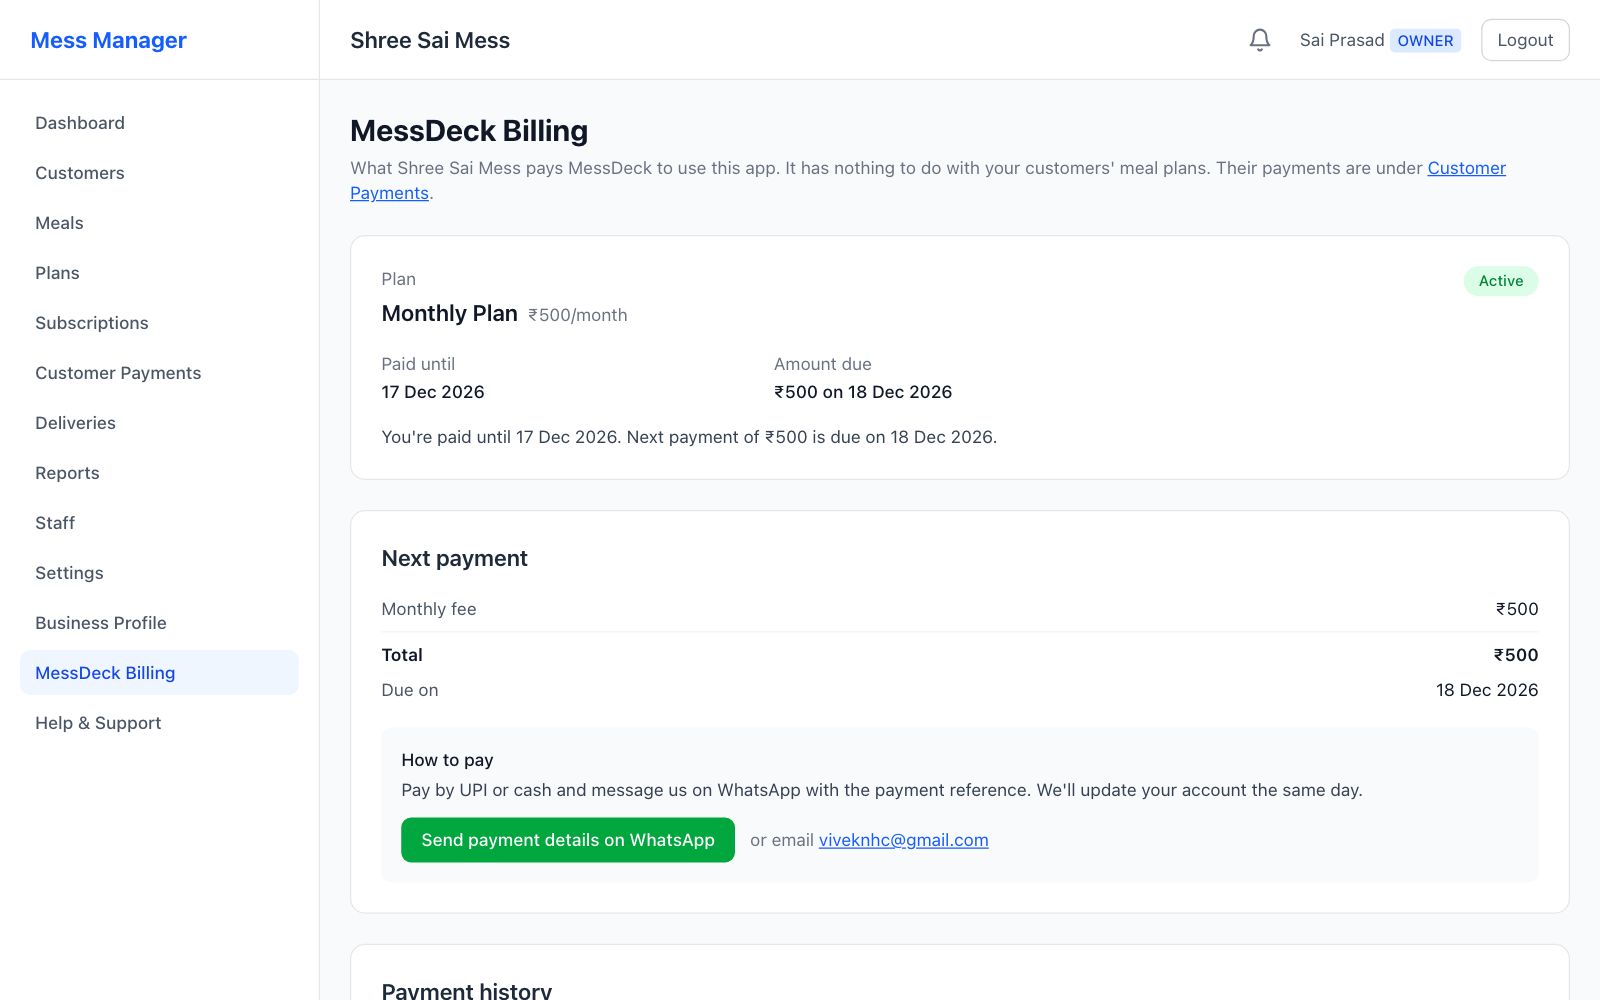 Mess Manager
Shree Sai Mess
Sai Prasad OWNER
Logout
Dashboard
Customers
Meals
Plans
Subscriptions
Customer Payments
Deliveries
Reports
Staff
Settings
Business Profile
MessDeck Billing
Help & Support
MessDeck Billing
What Shree Sai Mess pays MessDeck to use this app. It has nothing to do with your customers' meal plans. Their payments are under Customer
Payments.
Plan
Active
Monthly Plan ₹500/month
Paid until
17 Dec 2026
Amount due
₹500 on 18 Dec 2026
You're paid until 17 Dec 2026. Next payment of ₹500 is due on 18 Dec 2026.
Next payment
Monthly fee ₹500
Total ₹500
Due on 18 Dec 2026
How to pay
Pay by UPI or cash and message us on WhatsApp with the payment reference. We'll update your account the same day.
Send payment details on WhatsApp or email viveknhc@gmail.com
Payment history